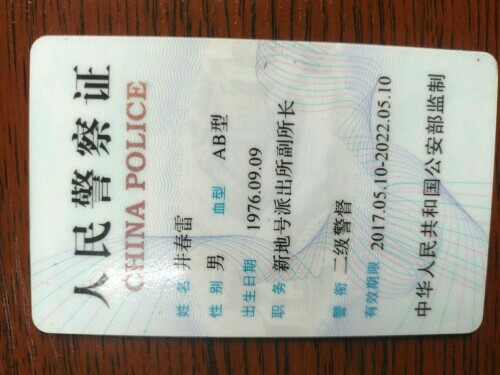 人民警察证
CHINA POLICE
姓 名 井春雷
性 别 男 血型 AB型
出生日期 1976.09.09
职 务 新地号派出所副所长
警 衔 二级警督
有效期限 2017.05.10-2022.05.10
中华人民共和国公安部监制